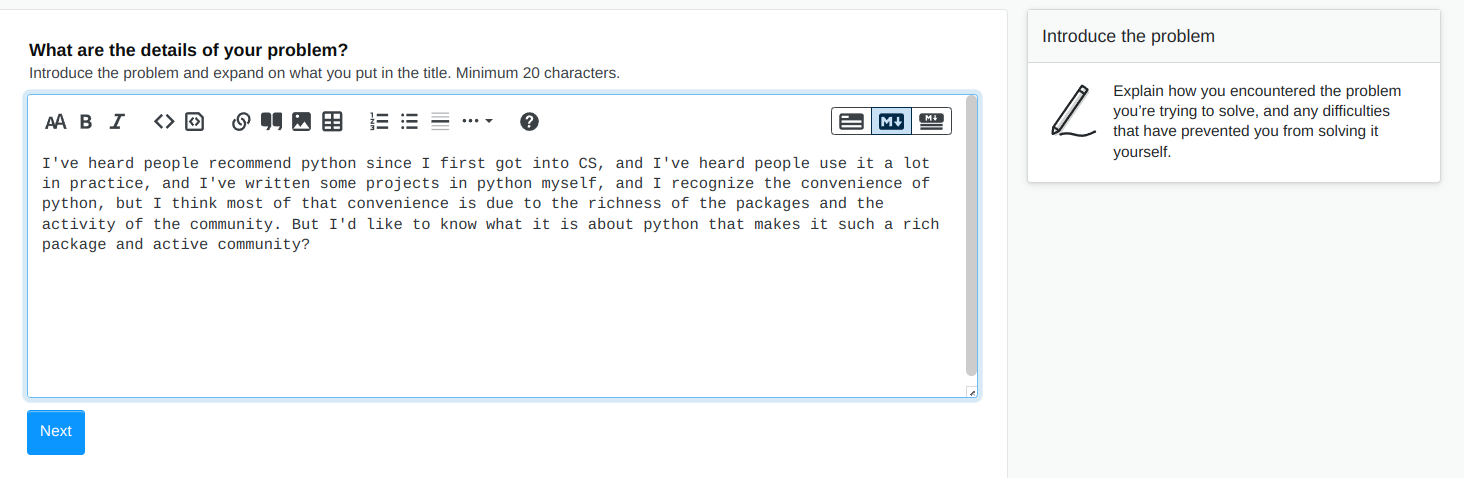 What are the details of your problem?
Introduce the problem and expand on what you put in the title. Minimum 20 characters.
AA B I
1
2
3
?
M↓
M↓
I've heard people recommend python since I first got into CS, and I've heard people use it a lot
in practice, and I've written some projects in python myself, and I recognize the convenience of
python, but I think most of that convenience is due to the richness of the packages and the
activity of the community. But I'd like to know what it is about python that makes it such a rich
package and active community?
Next
Introduce the problem
Explain how you encountered the problem
you’re trying to solve, and any difficulties
that have prevented you from solving it
yourself.